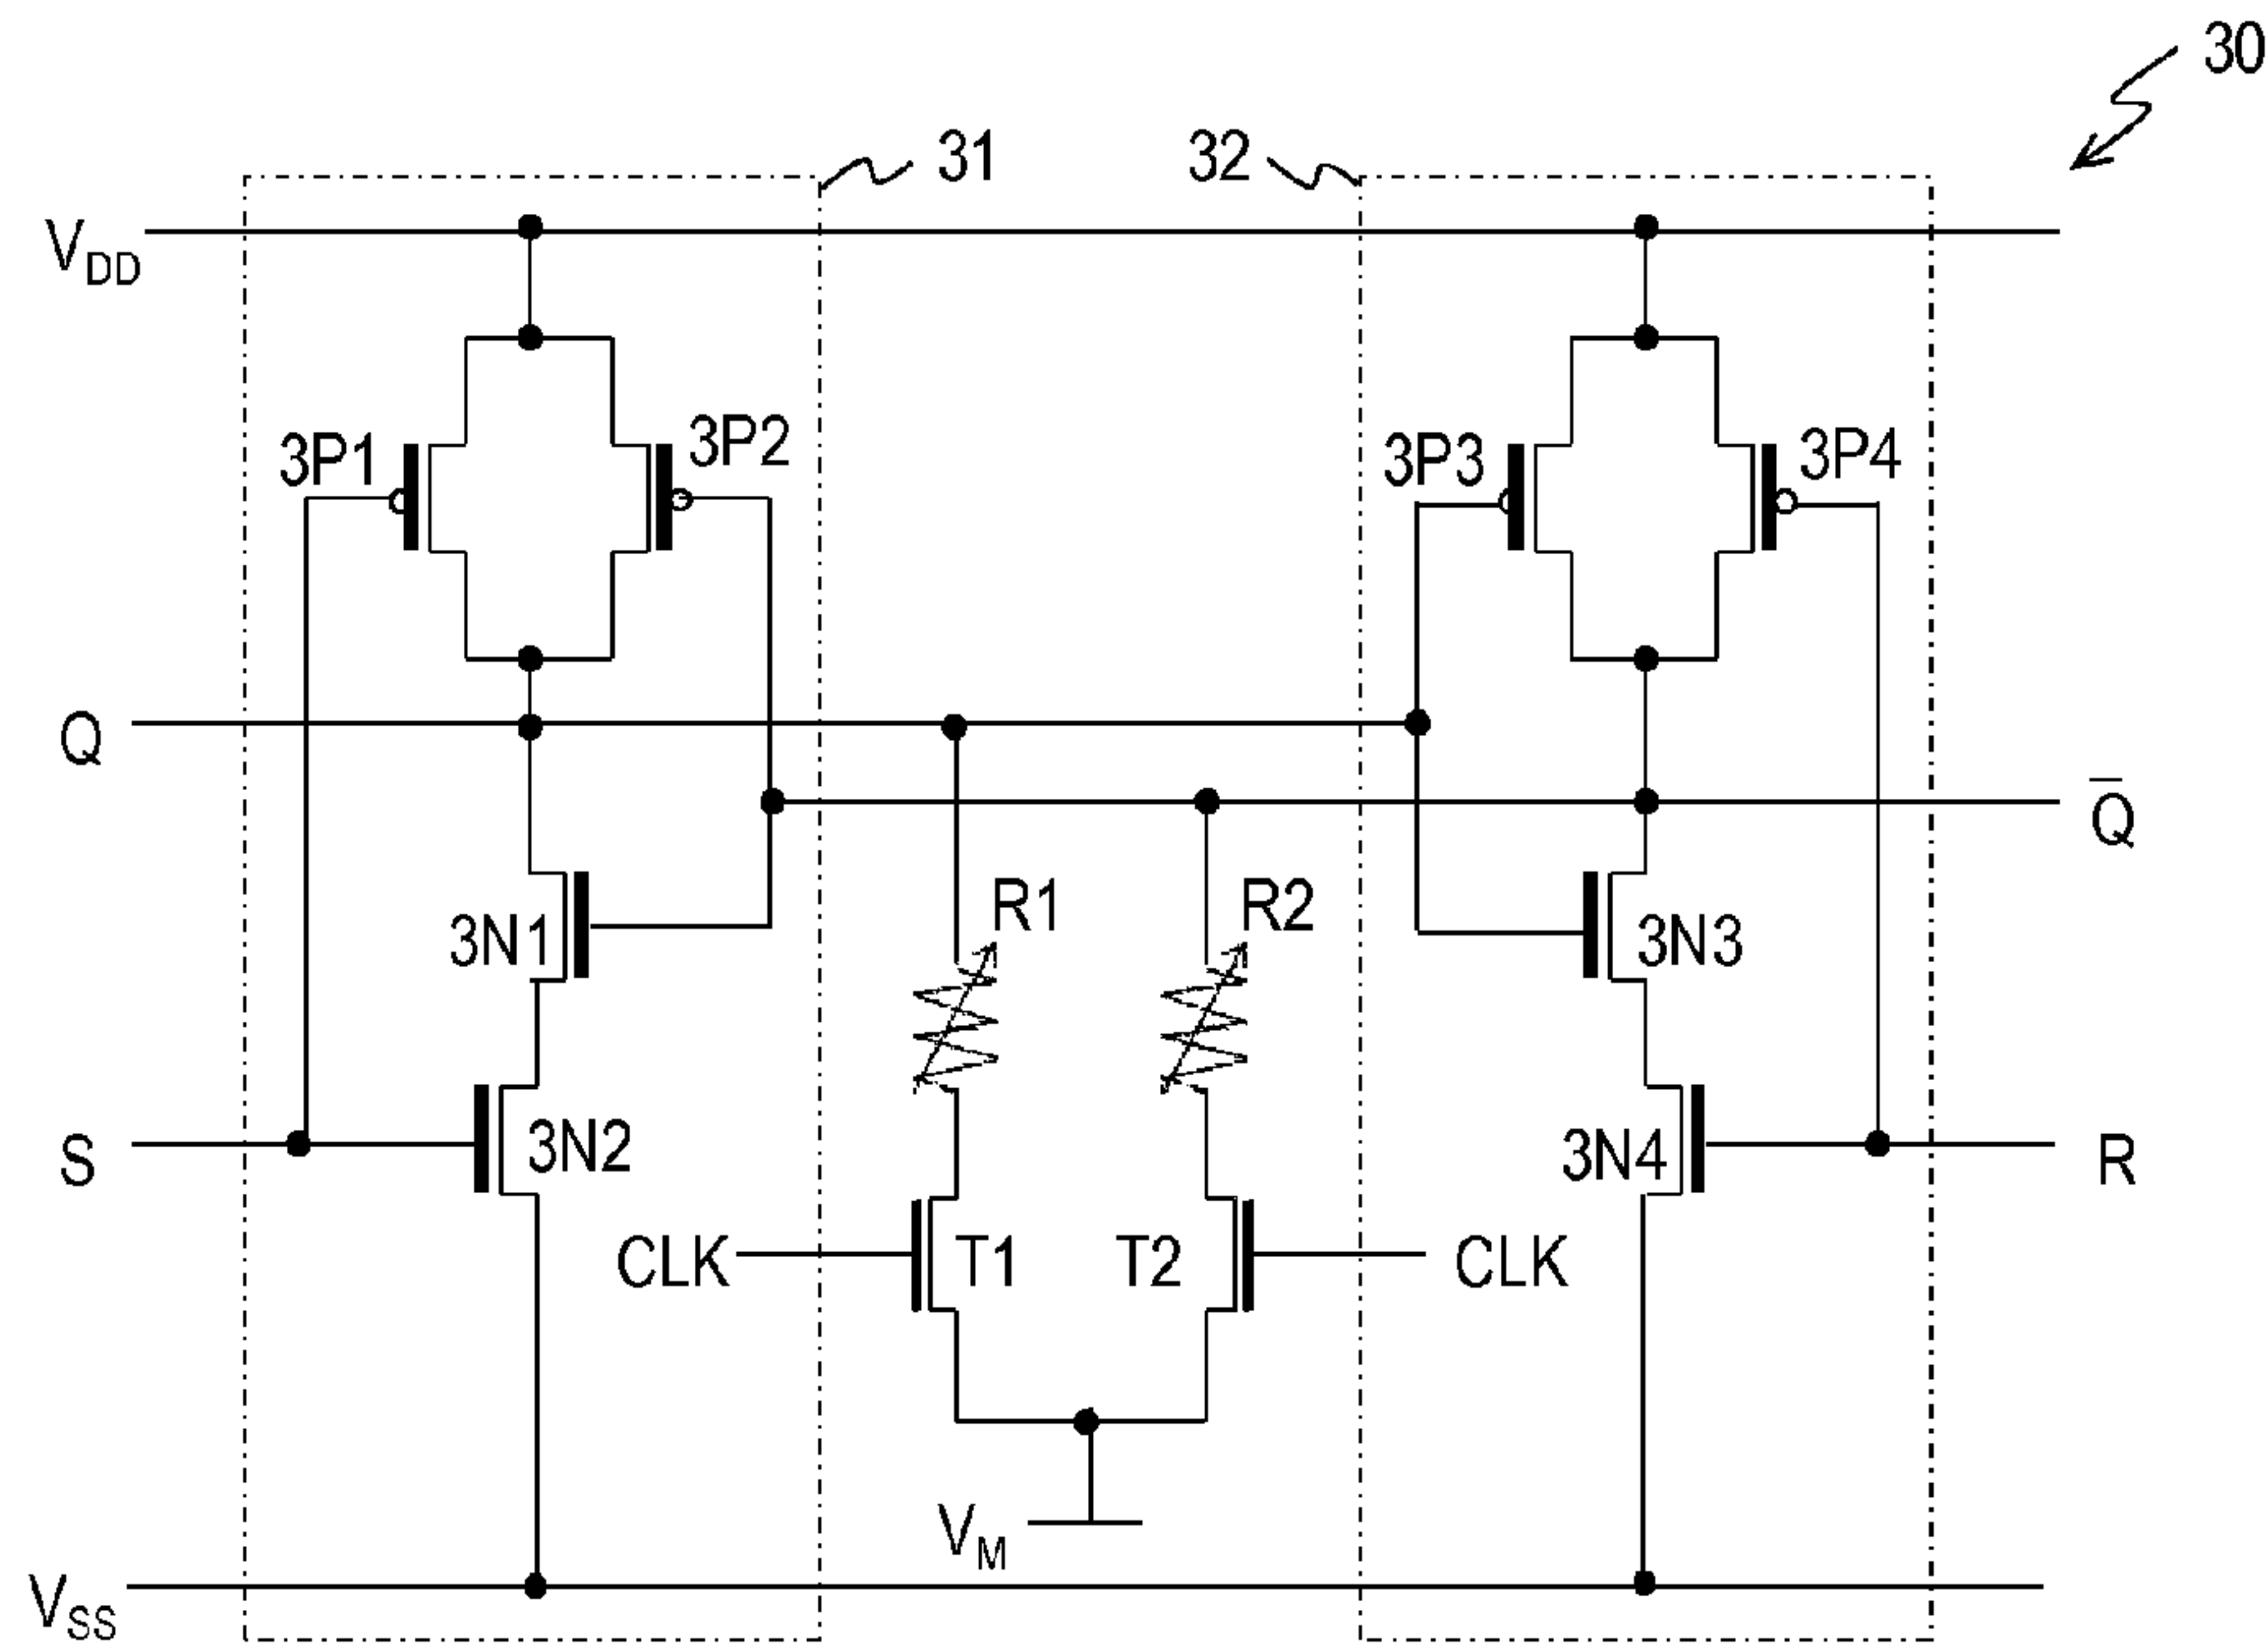 30
31
32
VDD
3P1
3P2
3P3
3P4
Q
Q̅
R1
R2
3N1
3N3
S
3N2
3N4
R
CLK
T1
T2
CLK
VM
VSS